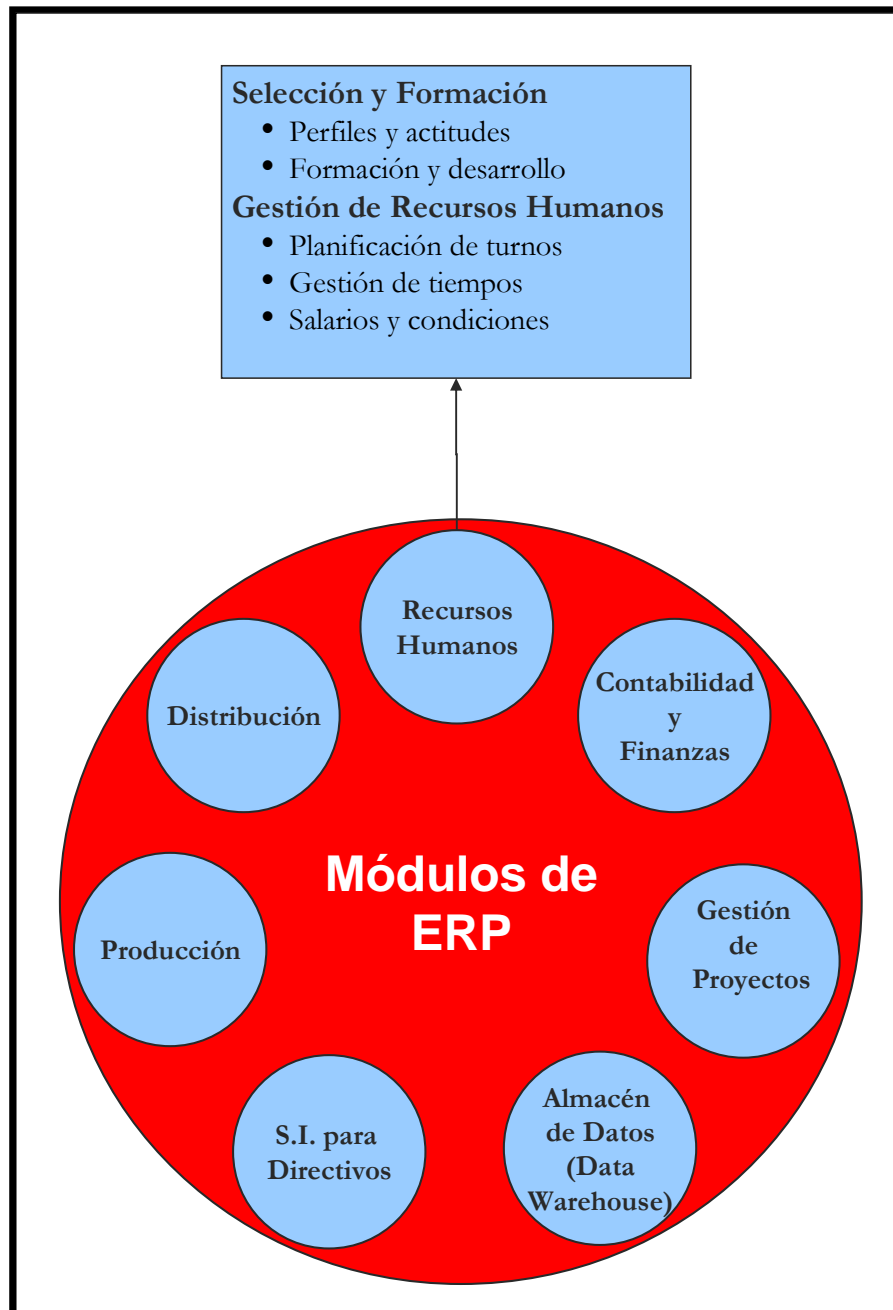 Selección y Formación
• Perfiles y actitudes
• Formación y desarrollo
Gestión de Recursos Humanos
• Planificación de turnos
• Gestión de tiempos
• Salarios y condiciones
Recursos
Humanos
Distribución
Contabilidad
y
Finanzas
Módulos de
ERP
Producción
Gestión
de
Proyectos
S.I. para
Directivos
Almacén
de Datos
(Data
Warehouse)